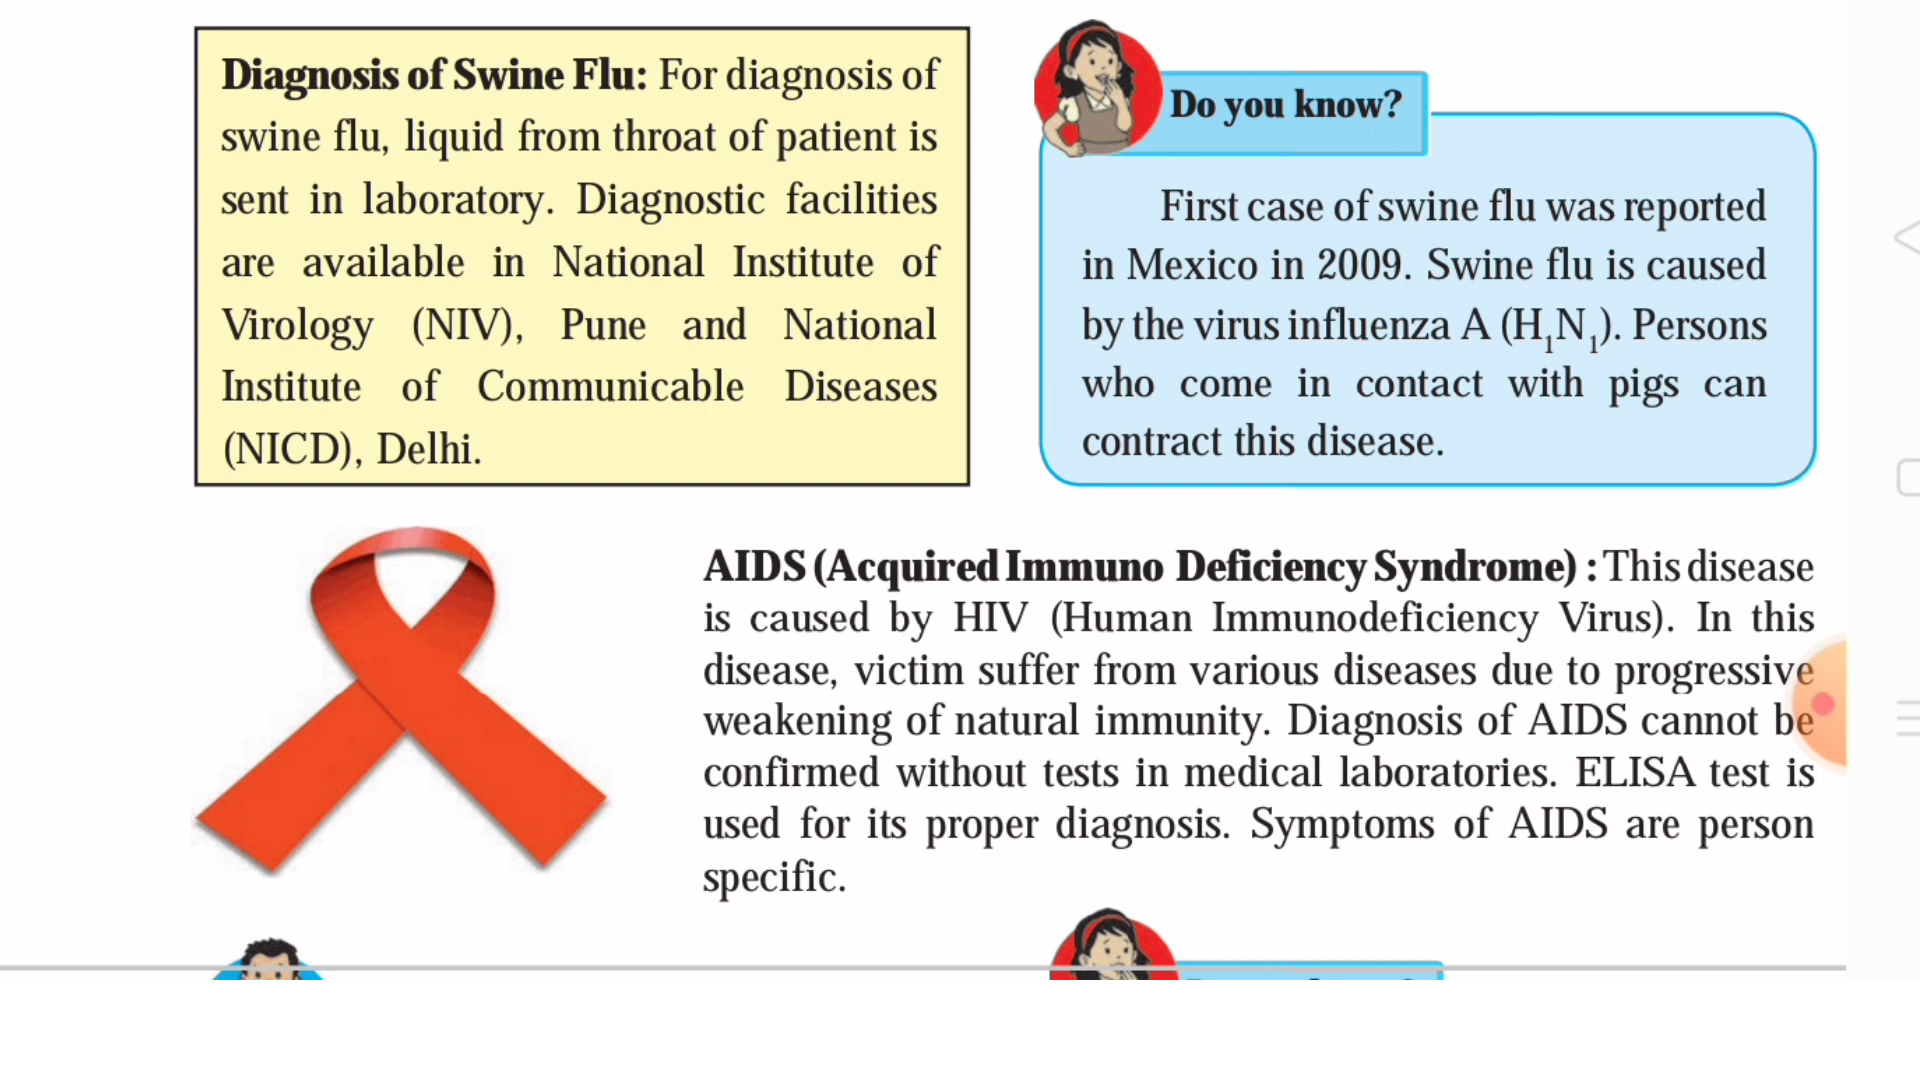 Diagnosis of Swine Flu: For diagnosis of
swine flu, liquid from throat of patient is
sent in laboratory. Diagnostic facilities
are available in National Institute of
Virology (NIV), Pune and National
Institute of Communicable Diseases
(NICD), Delhi.
Do you know?
First case of swine flu was reported
in Mexico in 2009. Swine flu is caused
by the virus influenza A (H₁N₁). Persons
who come in contact with pigs can
contract this disease.
AIDS (Acquired Immuno Deficiency Syndrome) : This disease
is caused by HIV (Human Immunodeficiency Virus). In this
disease, victim suffer from various diseases due to progressive
weakening of natural immunity. Diagnosis of AIDS cannot be
confirmed without tests in medical laboratories. ELISA test is
used for its proper diagnosis. Symptoms of AIDS are person
specific.